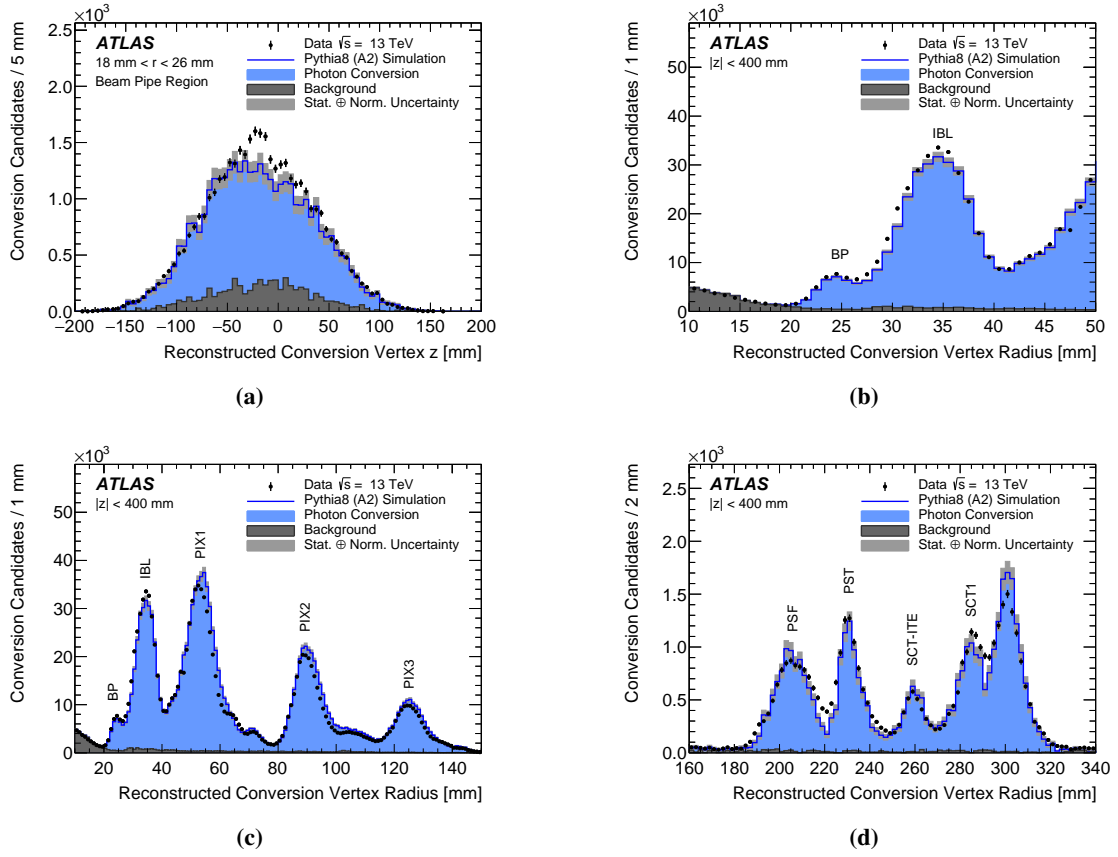 ×10³
Conversion Candidates / 5 mm
2.5
2.0
1.5
1.0
0.5
0.0
ATLAS
18 mm < r < 26 mm
Beam Pipe Region
Data √s = 13 TeV
Pythia8 (A2) Simulation
Photon Conversion
Background
Stat. ⊕ Norm. Uncertainty
−200 −150 −100 −50 0 50 100 150 200
Reconstructed Conversion Vertex z [mm]
(a)
×10³
Conversion Candidates / 1 mm
50
40
30
20
10
0
ATLAS
|z| < 400 mm
Data √s = 13 TeV
Pythia8 (A2) Simulation
Photon Conversion
Background
Stat. ⊕ Norm. Uncertainty
BP
IBL
10 15 20 25 30 35 40 45 50
Reconstructed Conversion Vertex Radius [mm]
(b)
×10³
Conversion Candidates / 1 mm
50
40
30
20
10
0
ATLAS
|z| < 400 mm
Data √s = 13 TeV
Pythia8 (A2) Simulation
Photon Conversion
Background
Stat. ⊕ Norm. Uncertainty
BP
IBL
PIX1
PIX2
PIX3
20 40 60 80 100 120 140
Reconstructed Conversion Vertex Radius [mm]
(c)
×10³
Conversion Candidates / 2 mm
2.5
2.0
1.5
1.0
0.5
0.0
ATLAS
|z| < 400 mm
Data √s = 13 TeV
Pythia8 (A2) Simulation
Photon Conversion
Background
Stat. ⊕ Norm. Uncertainty
PSF
PST
SCT-ITE
SCT1
160 180 200 220 240 260 280 300 320 340
Reconstructed Conversion Vertex Radius [mm]
(d)